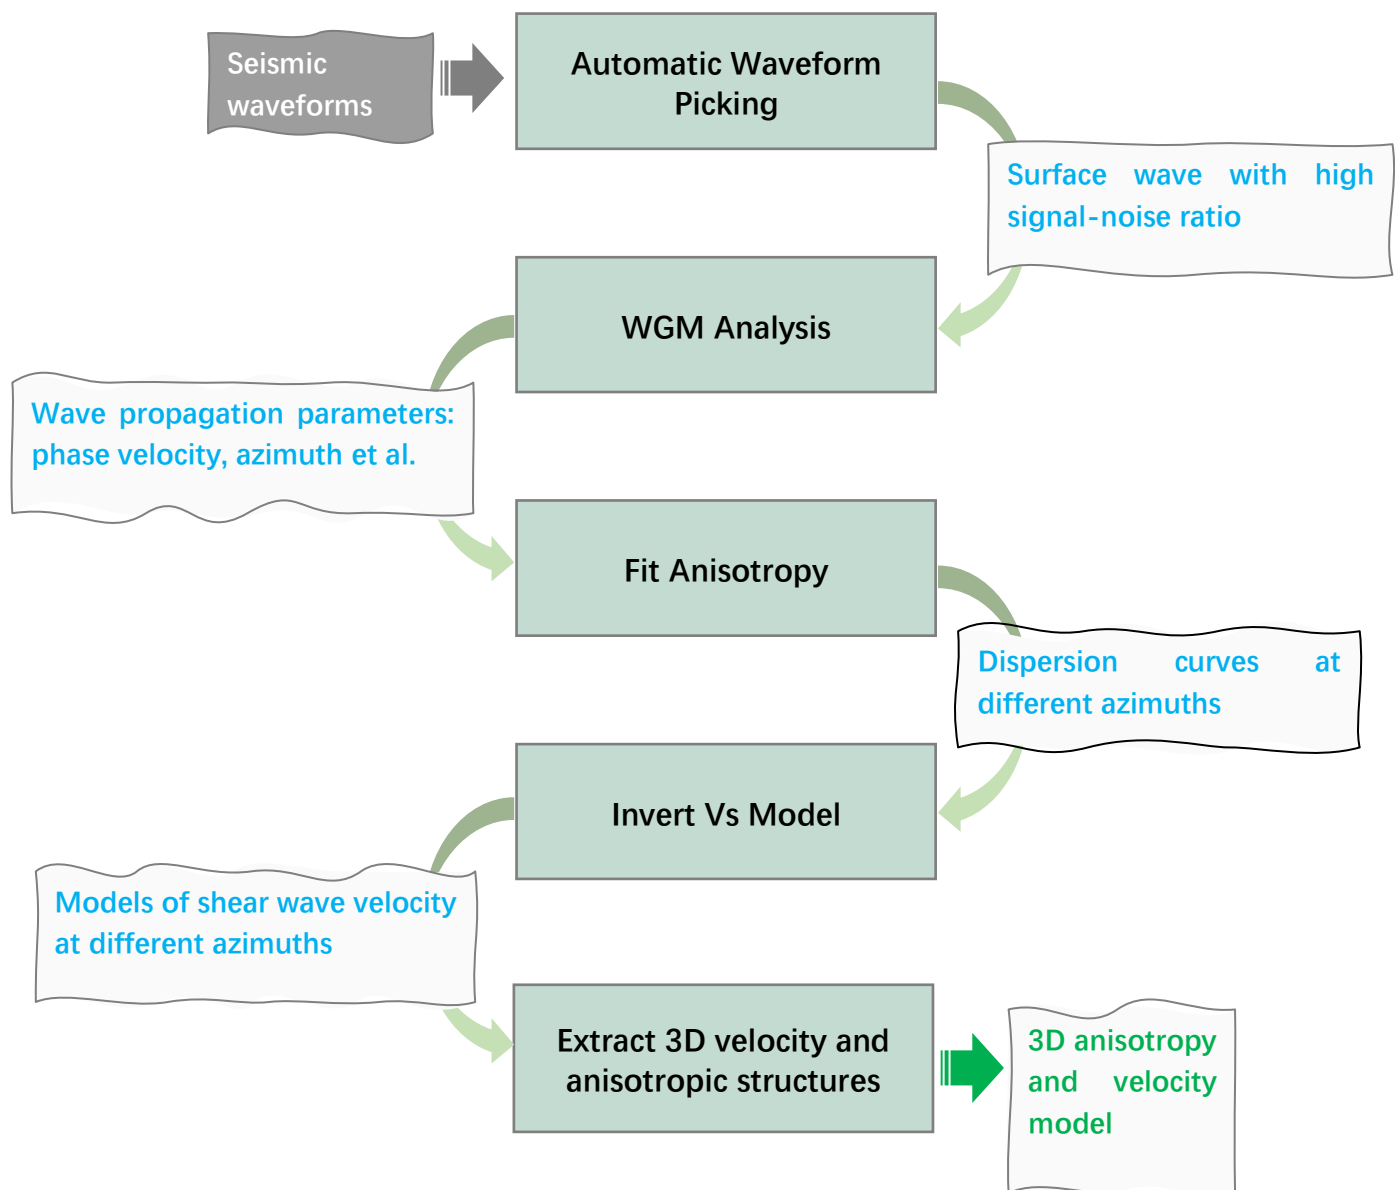 Seismic
waveforms
Automatic Waveform
Picking
Surface wave with high
signal-noise ratio
WGM Analysis
Wave propagation parameters:
phase velocity, azimuth et al.
Fit Anisotropy
Dispersion curves at
different azimuths
Invert Vs Model
Models of shear wave velocity
at different azimuths
Extract 3D velocity and
anisotropic structures
3D anisotropy
and velocity
model